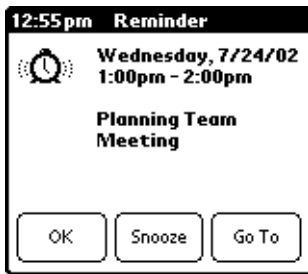 12:55pm Reminder
Wednesday, 7/24/02
1:00pm - 2:00pm
Planning Team
Meeting
OK Snooze Go To